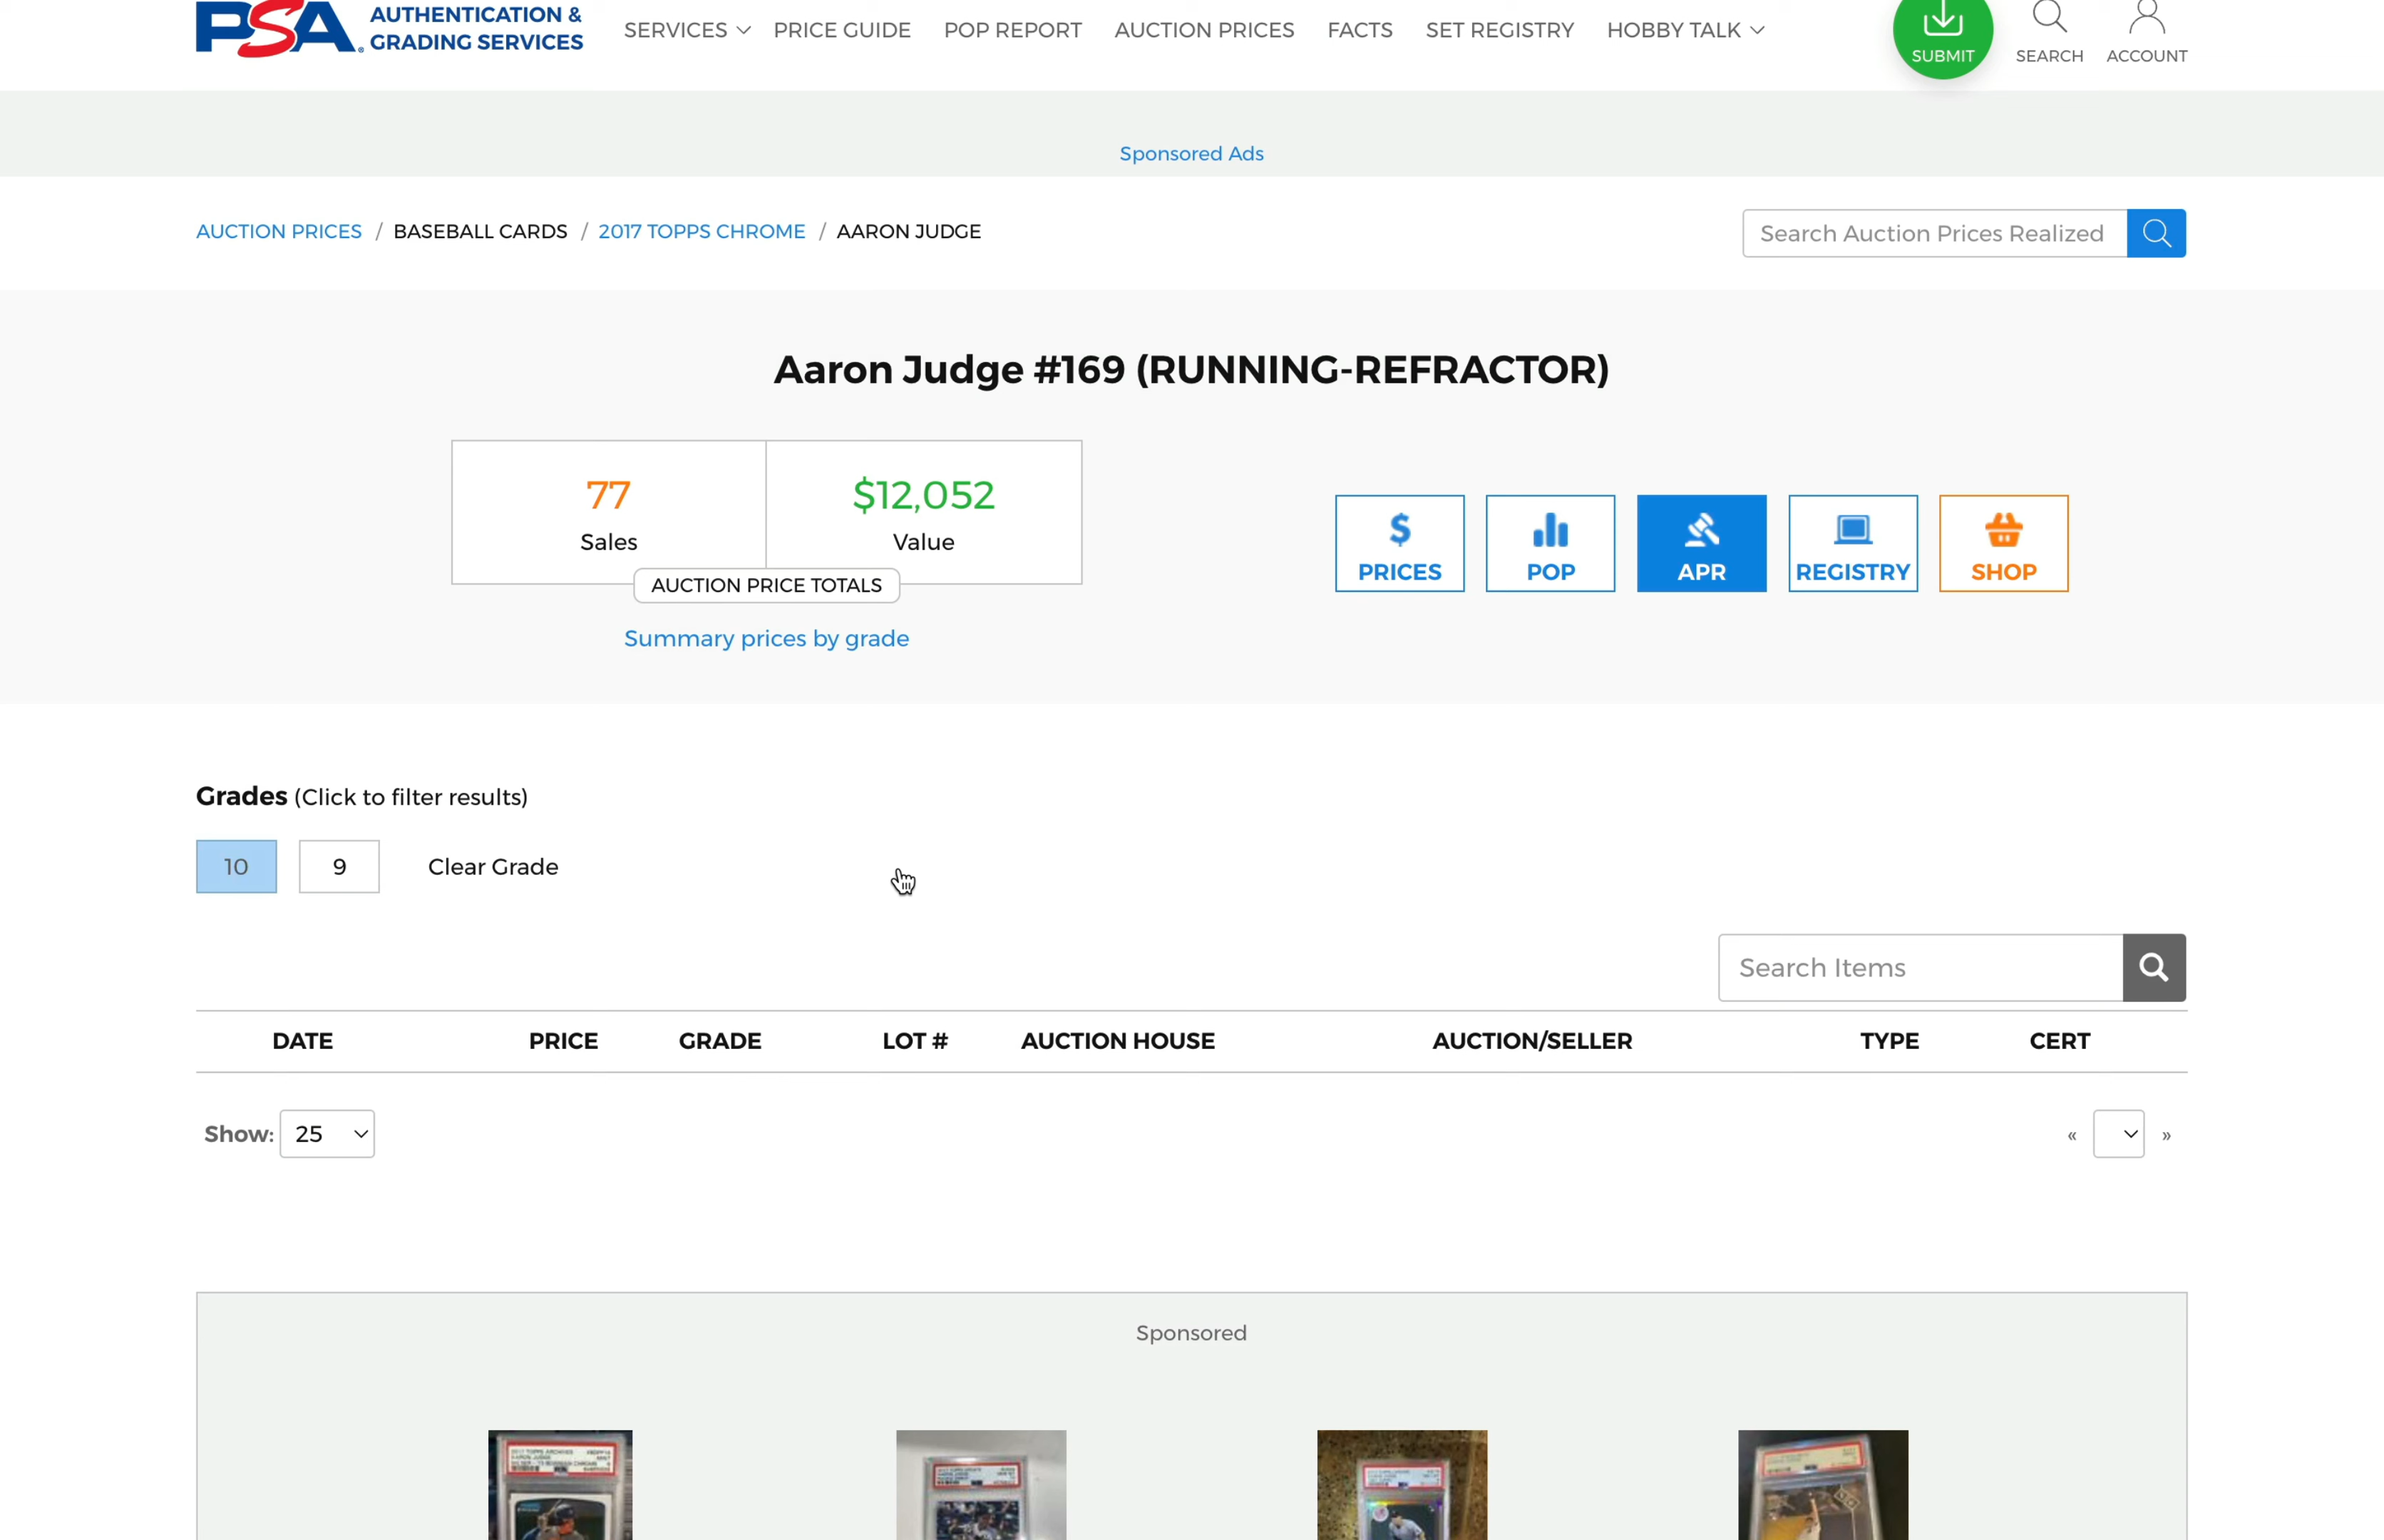 PSA AUTHENTICATION & GRADING SERVICES
SERVICES PRICE GUIDE POP REPORT AUCTION PRICES FACTS SET REGISTRY HOBBY TALK
SUBMIT SEARCH ACCOUNT
Sponsored Ads
AUCTION PRICES / BASEBALL CARDS / 2017 TOPPS CHROME / AARON JUDGE
Search Auction Prices Realized
Aaron Judge #169 (RUNNING-REFRACTOR)
77 $12,052
Sales Value
AUCTION PRICE TOTALS
Summary prices by grade
$
PRICES POP APR REGISTRY SHOP
Grades (Click to filter results)
10 9 Clear Grade
Search Items
DATE PRICE GRADE LOT # AUCTION HOUSE AUCTION/SELLER TYPE CERT
Show: 25 « »
Sponsored